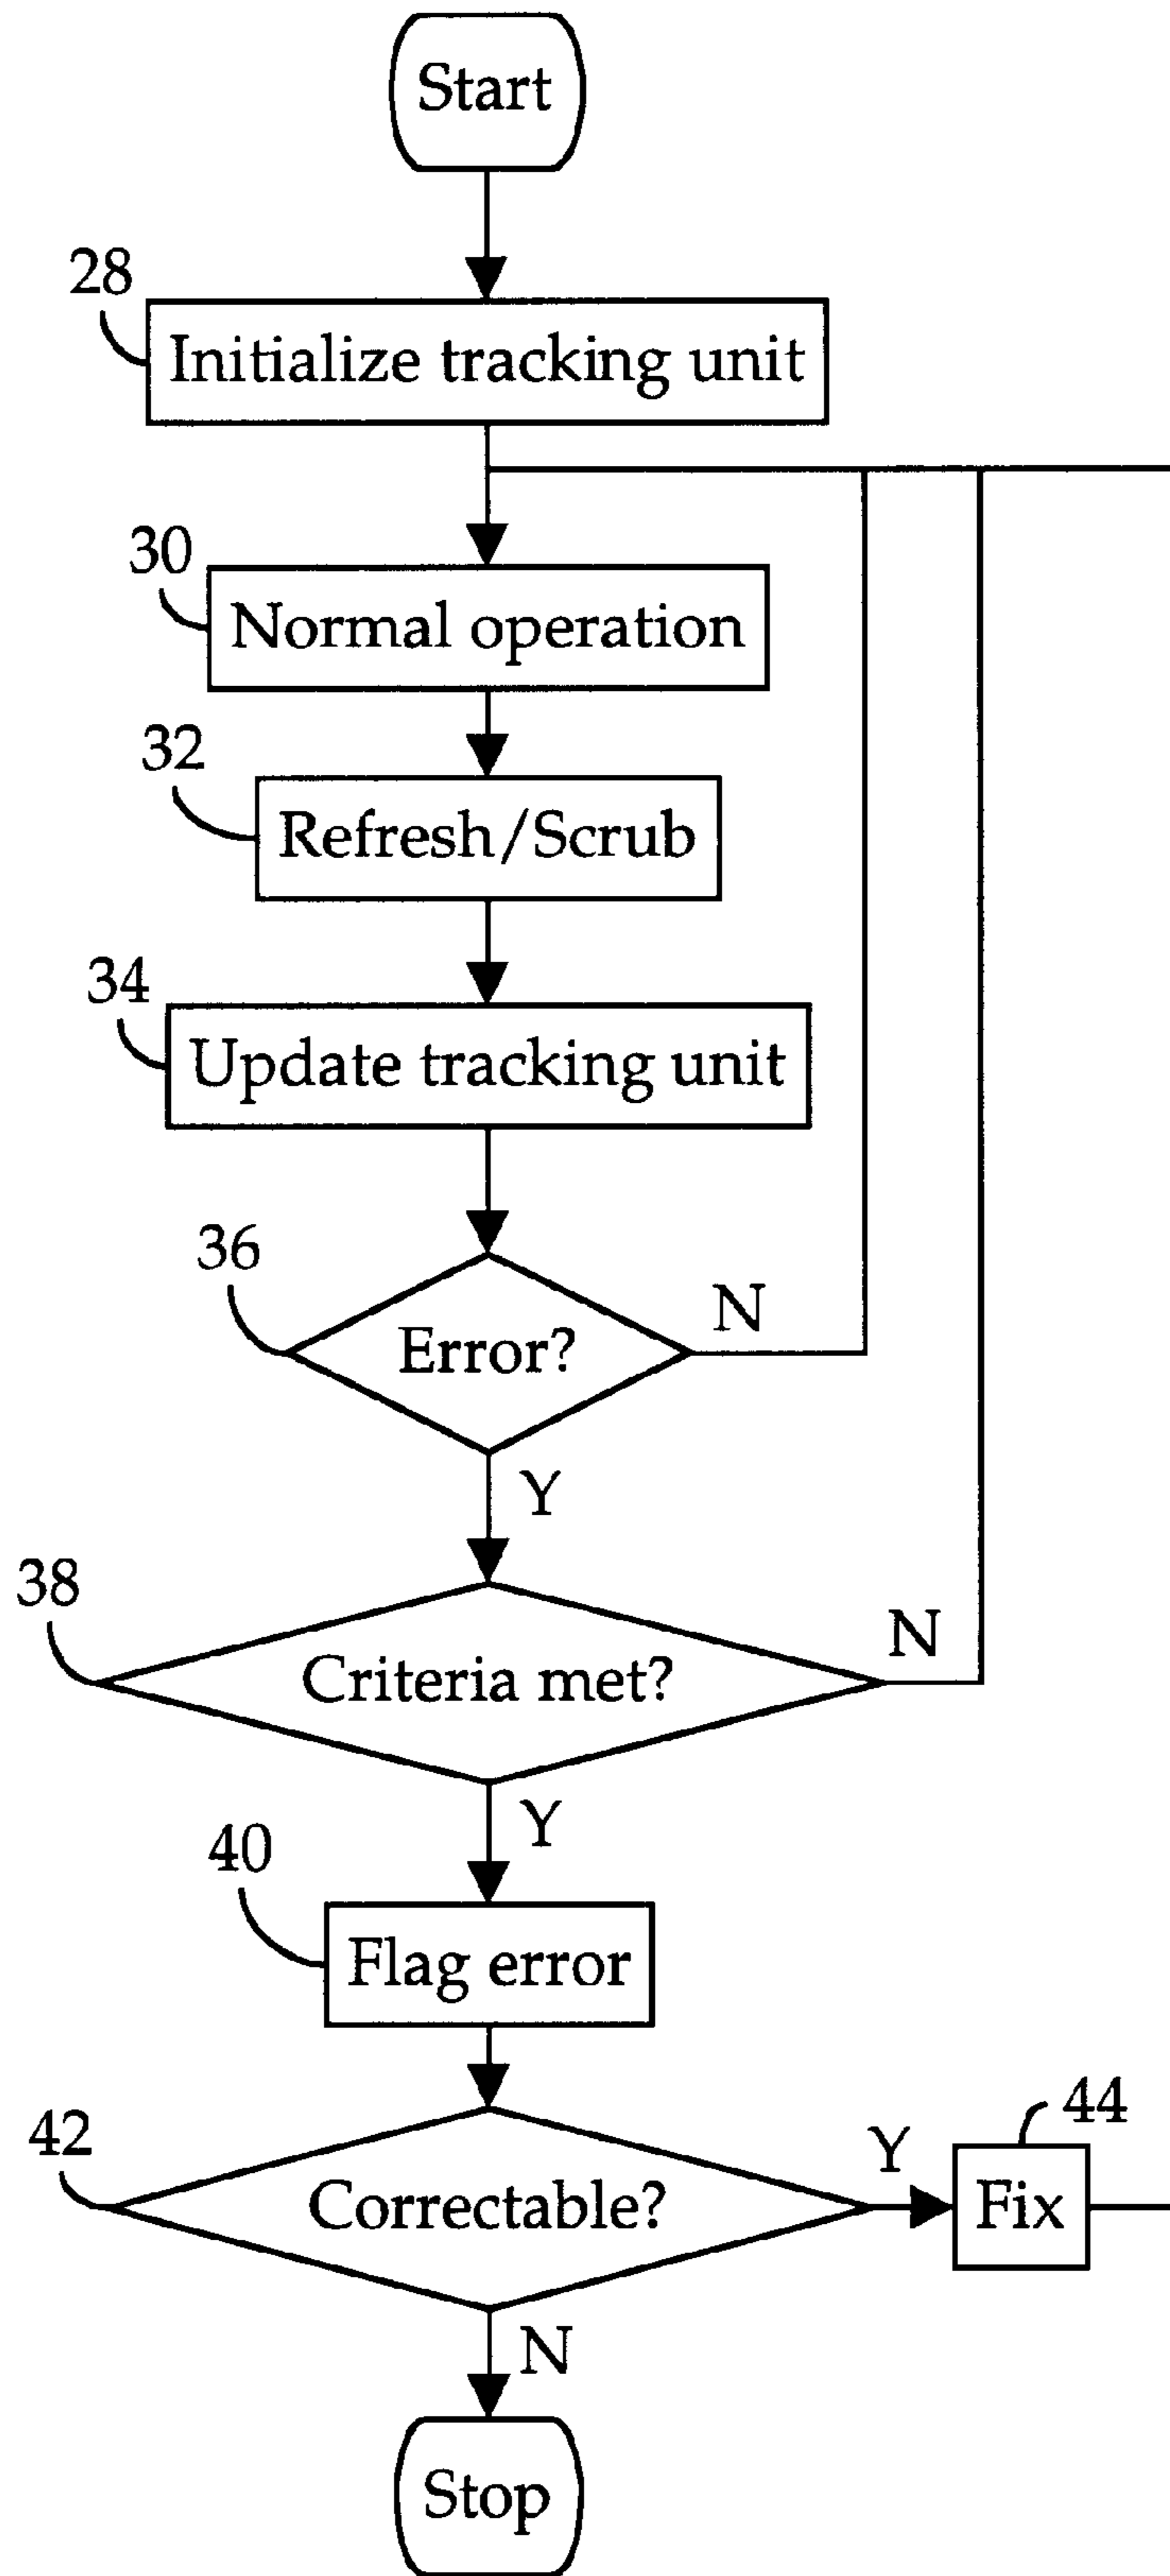 Start
28
Initialize tracking unit
30
Normal operation
32
Refresh/Scrub
34
Update tracking unit
36
Error?
N
Y
38
Criteria met?
N
Y
40
Flag error
42
Correctable?
Y
44
Fix
N
Stop